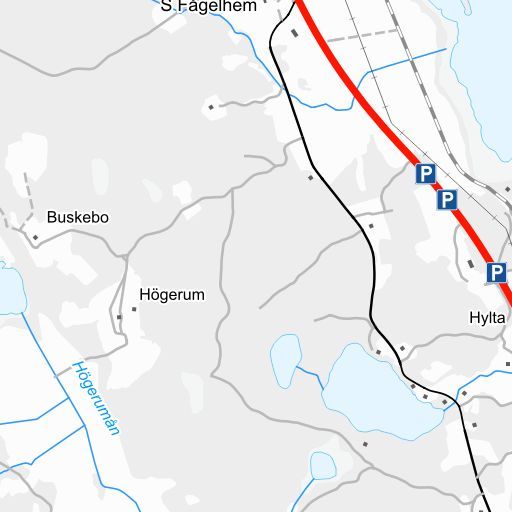 S.Fågelhem
P
P
Buskebo
P
Högerum
Hylta
Högerumån